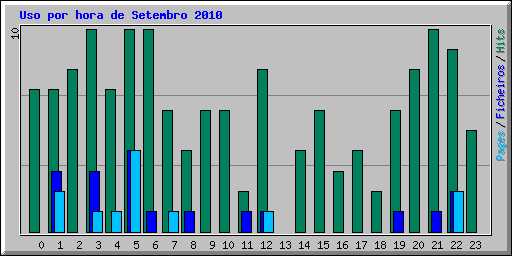 Uso por hora de Setembro 2010
10
Pages/Ficheiros/Hits
0 1 2 3 4 5 6 7 8 9 10 11 12 13 14 15 16 17 18 19 20 21 22 23